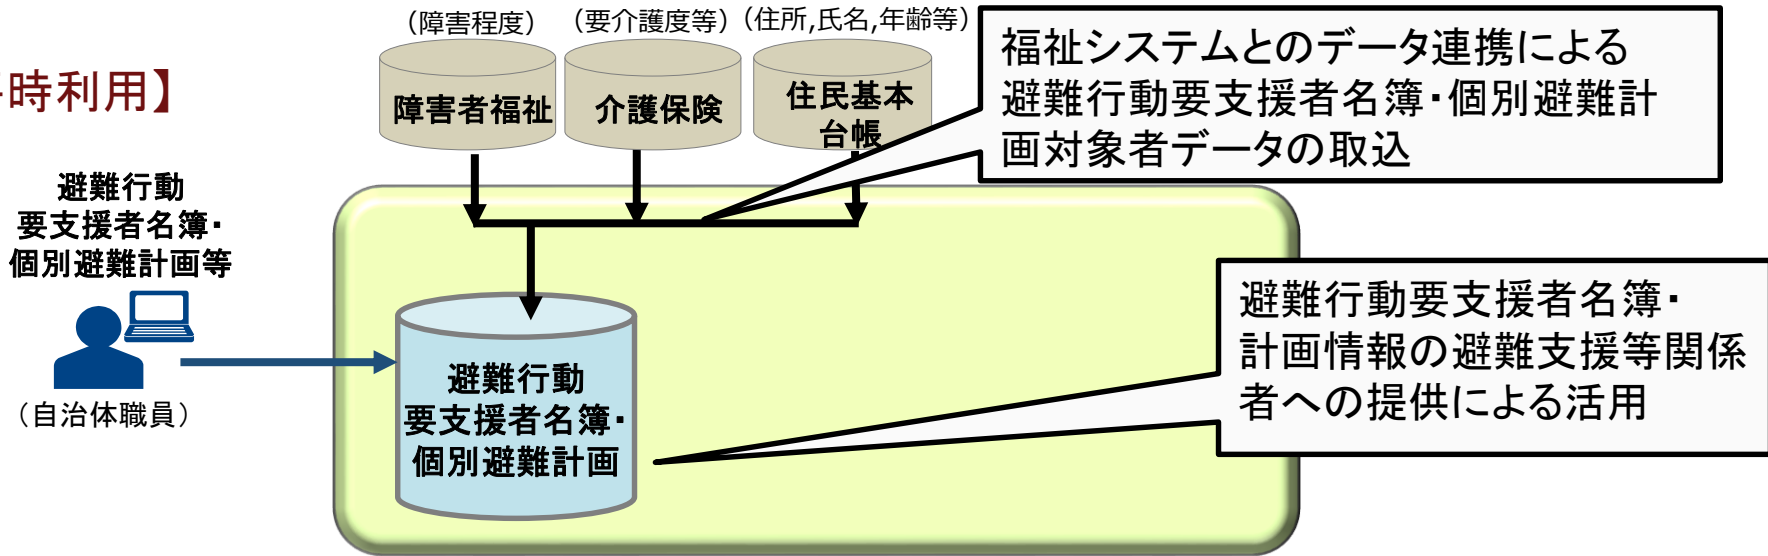 時利用】
（障害程度）
（要介護度等）
（住所,氏名,年齢等）
障害者福祉
介護保険
住民基本
台帳
福祉システムとのデータ連携による
避難行動要支援者名簿・個別避難計
画対象者データの取込
避難行動
要支援者名簿・
個別避難計画等
（自治体職員）
避難行動
要支援者名簿・
個別避難計画
避難行動要支援者名簿・
計画情報の避難支援等関係
者への提供による活用